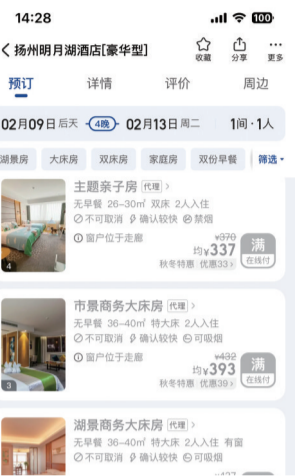 14:28
100
扬州明月湖酒店[豪华型]
收藏
分享
更多
预订 详情 评价 周边
02月09日后天 4晚 02月13日周二 1间·1人
湖景房 大床房 双床房 家庭房 双份早餐 筛选
主题亲子房 代理
无早餐 26-30㎡ 双床 2人入住
不可取消 确认较快 禁烟
窗户位于走廊
¥370
均¥337
满
在线付
秋冬特惠 优惠33
4
市景商务大床房 代理
无早餐 36-40㎡ 特大床 2人入住
不可取消 确认较快 可吸烟
窗户位于走廊
¥432
均¥393
满
在线付
秋冬特惠 优惠39
3
湖景商务大床房 代理
无早餐 36-40㎡ 特大床 2人入住 有窗
不可取消 确认较快 可吸烟